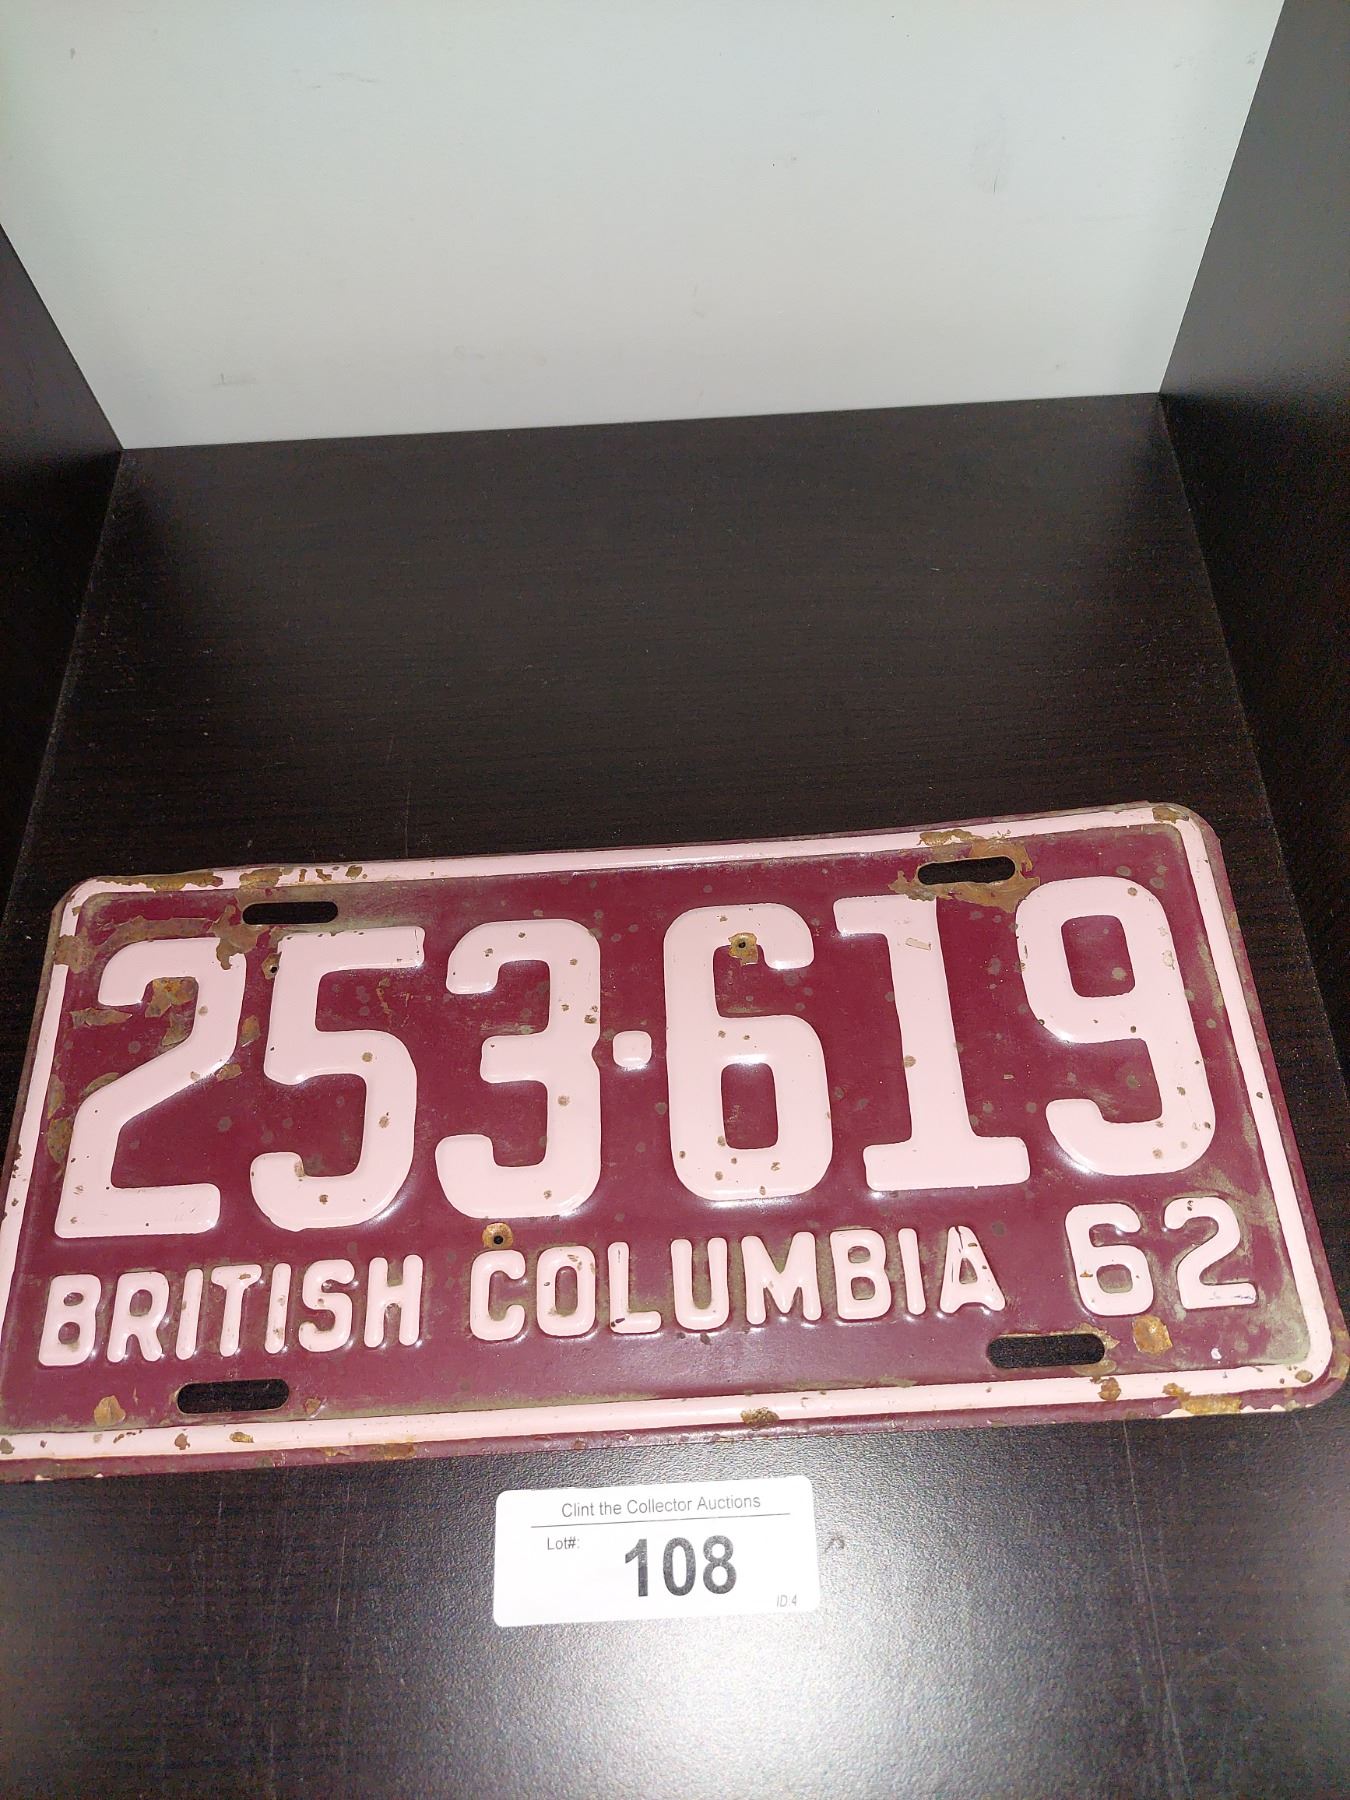 253·619
BRITISH COLUMBIA 62
Clint the Collector Auctions
Lot#: 108
ID.4